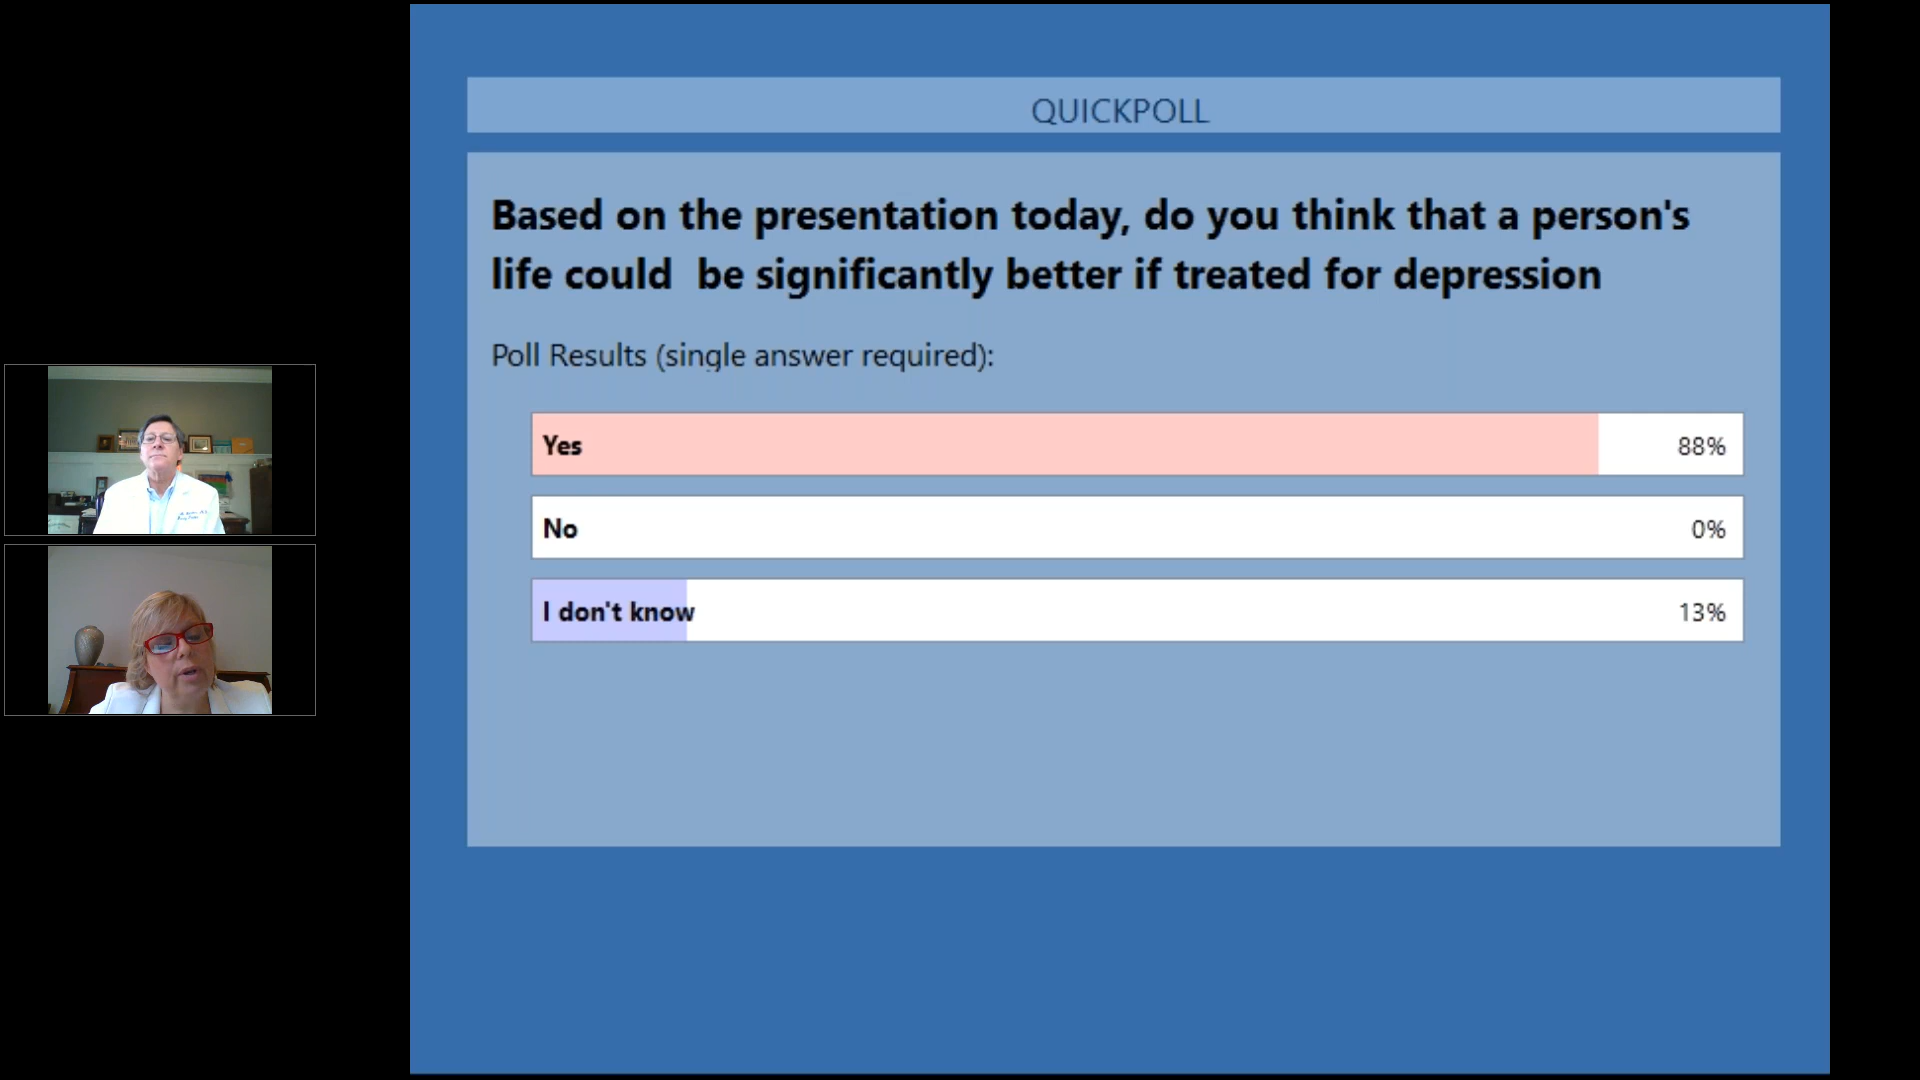 QUICKPOLL
Based on the presentation today, do you think that a person's
life could  be significantly better if treated for depression
Poll Results (single answer required):
Yes 88%
No 0%
I don't know 13%